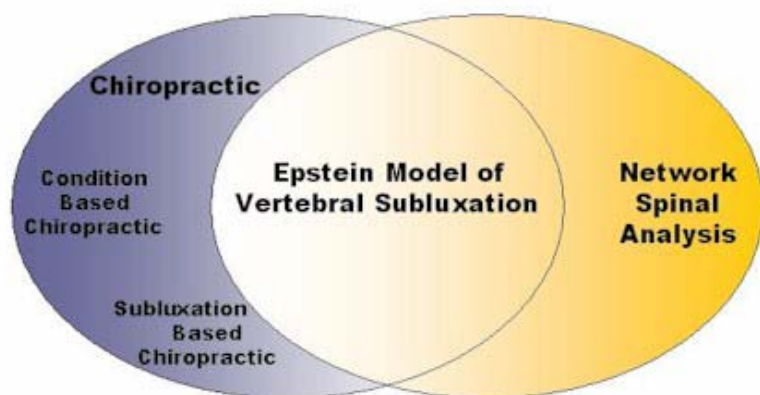 Chiropractic
Condition
Based
Chiropractic
Subluxation
Based
Chiropractic
Epstein Model of
Vertebral Subluxation
Network
Spinal
Analysis